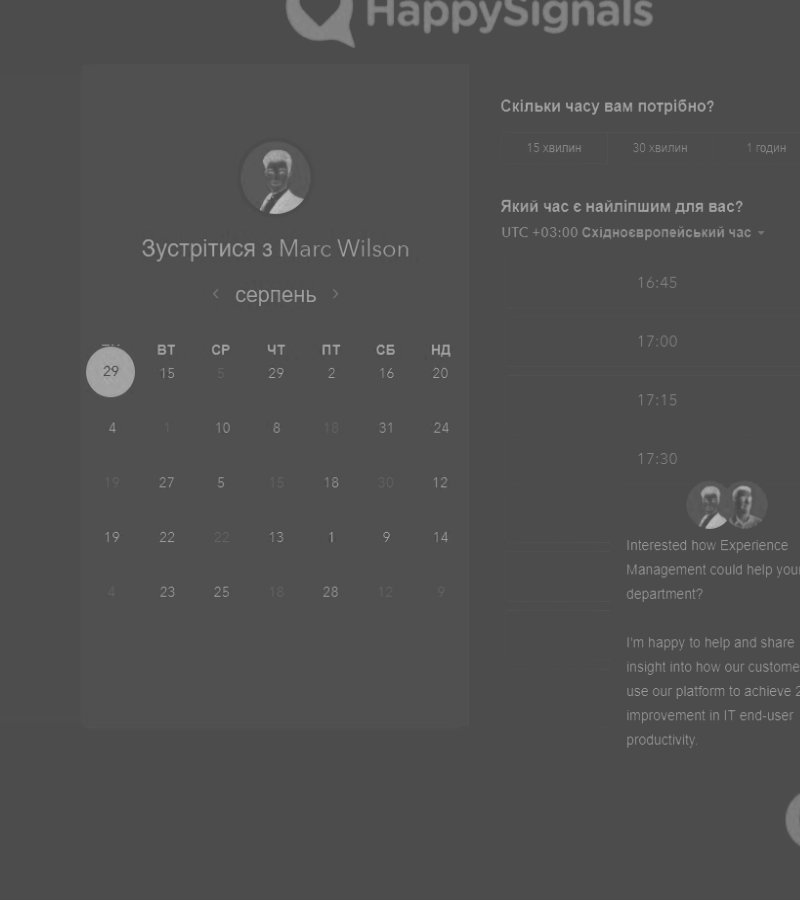 HappySignals
Зустрітися з Marc Wilson
серпень
ВТ СР ЧТ ПТ СБ НД
29 15 5 29 2 16 20
4 1 10 8 18 31 24
19 27 5 15 18 30 12
19 22 22 13 1 9 14
4 23 25 18 28 12 9
Скільки часу вам потрібно?
15 хвилин 30 хвилин 1 годин
Який час є найліпшим для вас?
UTC +03:00 Східноєвропейський час
16:45
17:00
17:15
17:30
Interested how Experience
Management could help your
department?
I'm happy to help and share
insight into how our custome
use our platform to achieve 2
improvement in IT end-user
productivity.